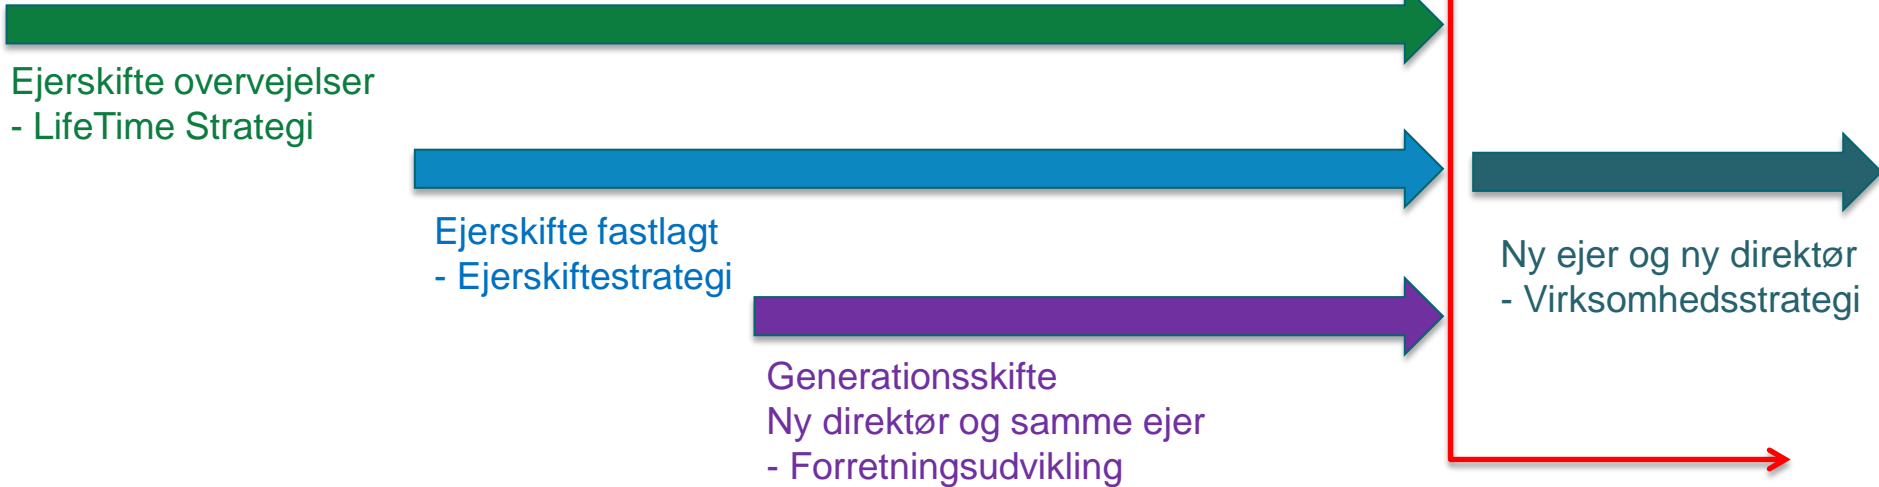 Ejerskifte overvejelser
- LifeTime Strategi
Ejerskifte fastlagt
- Ejerskiftestrategi
Ny ejer og ny direktør
- Virksomhedsstrategi
Generationsskifte
Ny direktør og samme ejer
- Forretningsudvikling